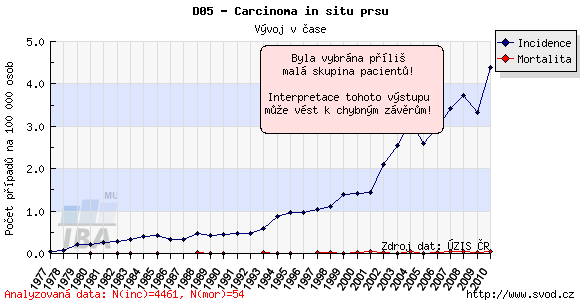 D05 - Carcinoma in situ prsu
Vývoj v čase
Počet případů na 100 000 osob
5.0
4.0
3.0
2.0
1.0
0.0
Byla vybrána příliš
malá skupina pacientů!
Interpretace tohoto výstupu
může vést k chybným závěrům!
Incidence
Mortalita
MU
IBA
Zdroj dat: ÚZIS ČR
1977
1978
1979
1980
1981
1982
1983
1984
1985
1986
1987
1988
1989
1990
1991
1992
1993
1994
1995
1996
1997
1998
1999
2000
2001
2002
2003
2004
2005
2006
2007
2008
2009
2010
Analyzovaná data: N(inc)=4461, N(mor)=54
http://www.svod.cz